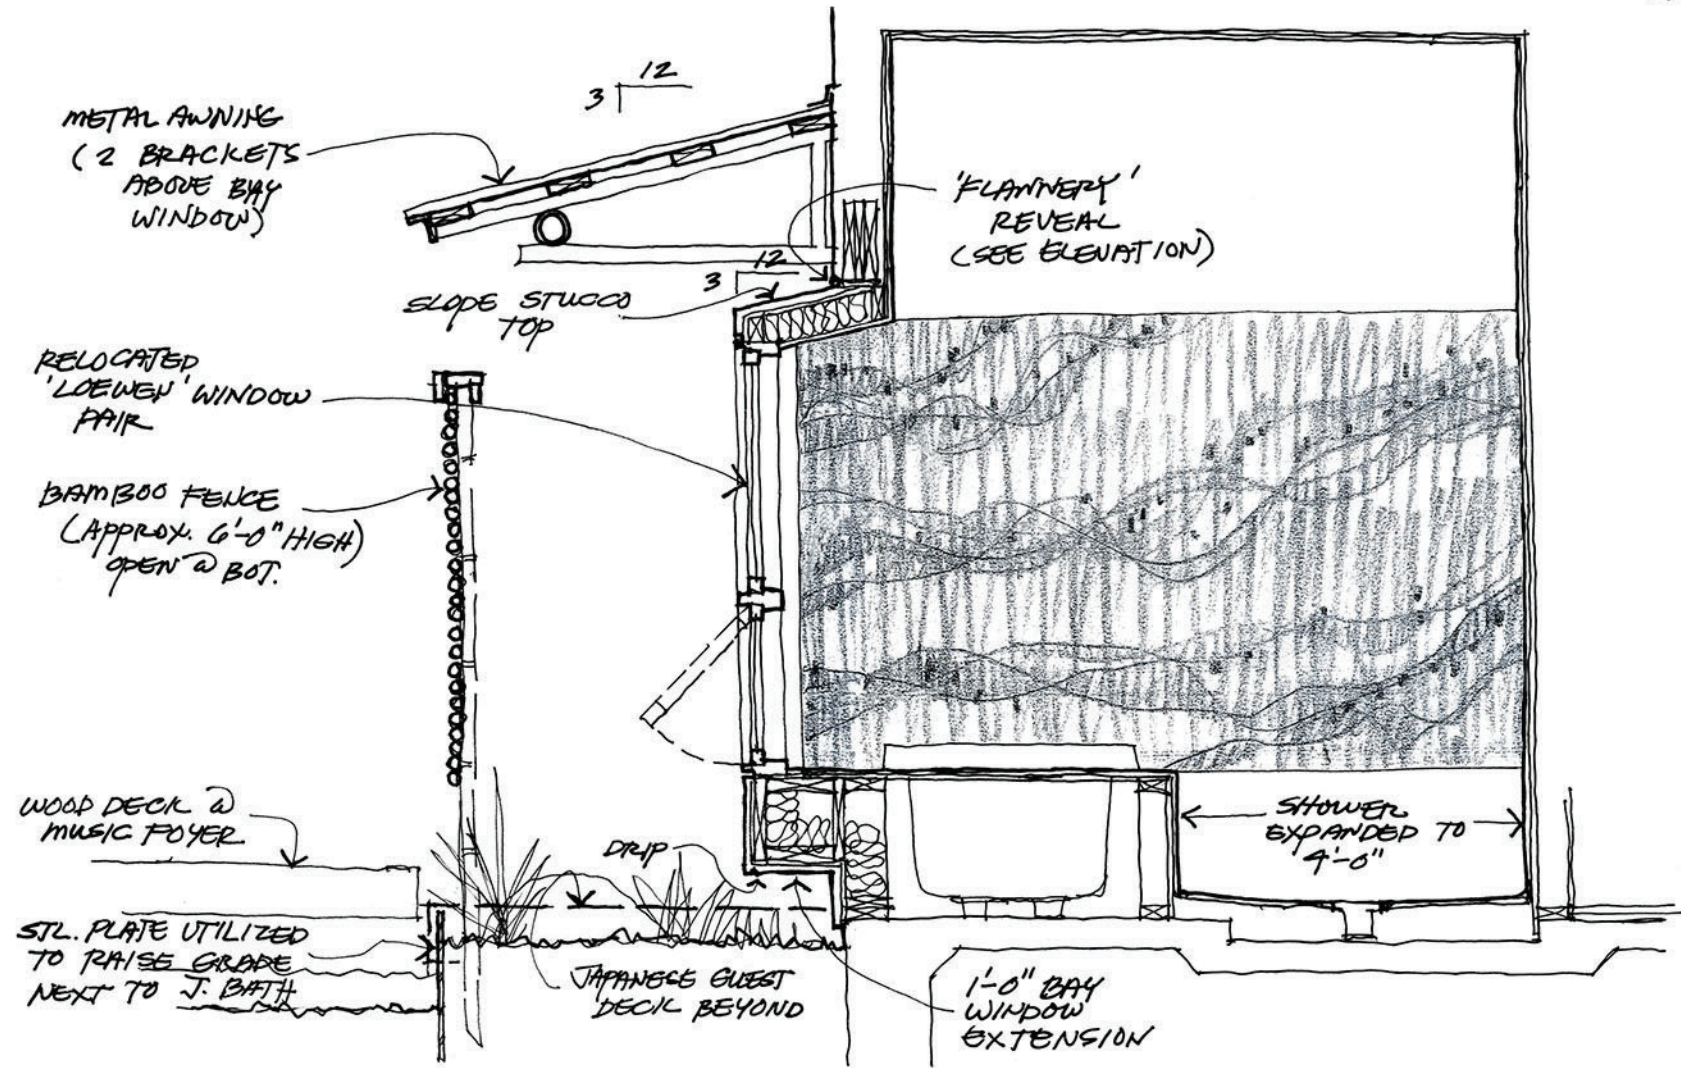 12
3
METAL AWNING
(2 BRACKETS
ABOVE BAY
WINDOW)
'FLANNERY'
REVEAL
(SEE ELEVATION)
12
3
SLOPE STUCCO
TOP
RELOCATED
'LOEWEN' WINDOW
PAIR
BAMBOO FENCE
(APPROX. 6'-0" HIGH)
OPEN @ BOT.
WOOD DECK @
MUSIC FOYER
DRIP
SHOWER
EXPANDED TO
4'-0"
STL. PLATE UTILIZED
TO RAISE GRADE
NEXT TO J. BATH
JAPANESE GUEST
DECK BEYOND
1'-0" BAY
WINDOW
EXTENSION